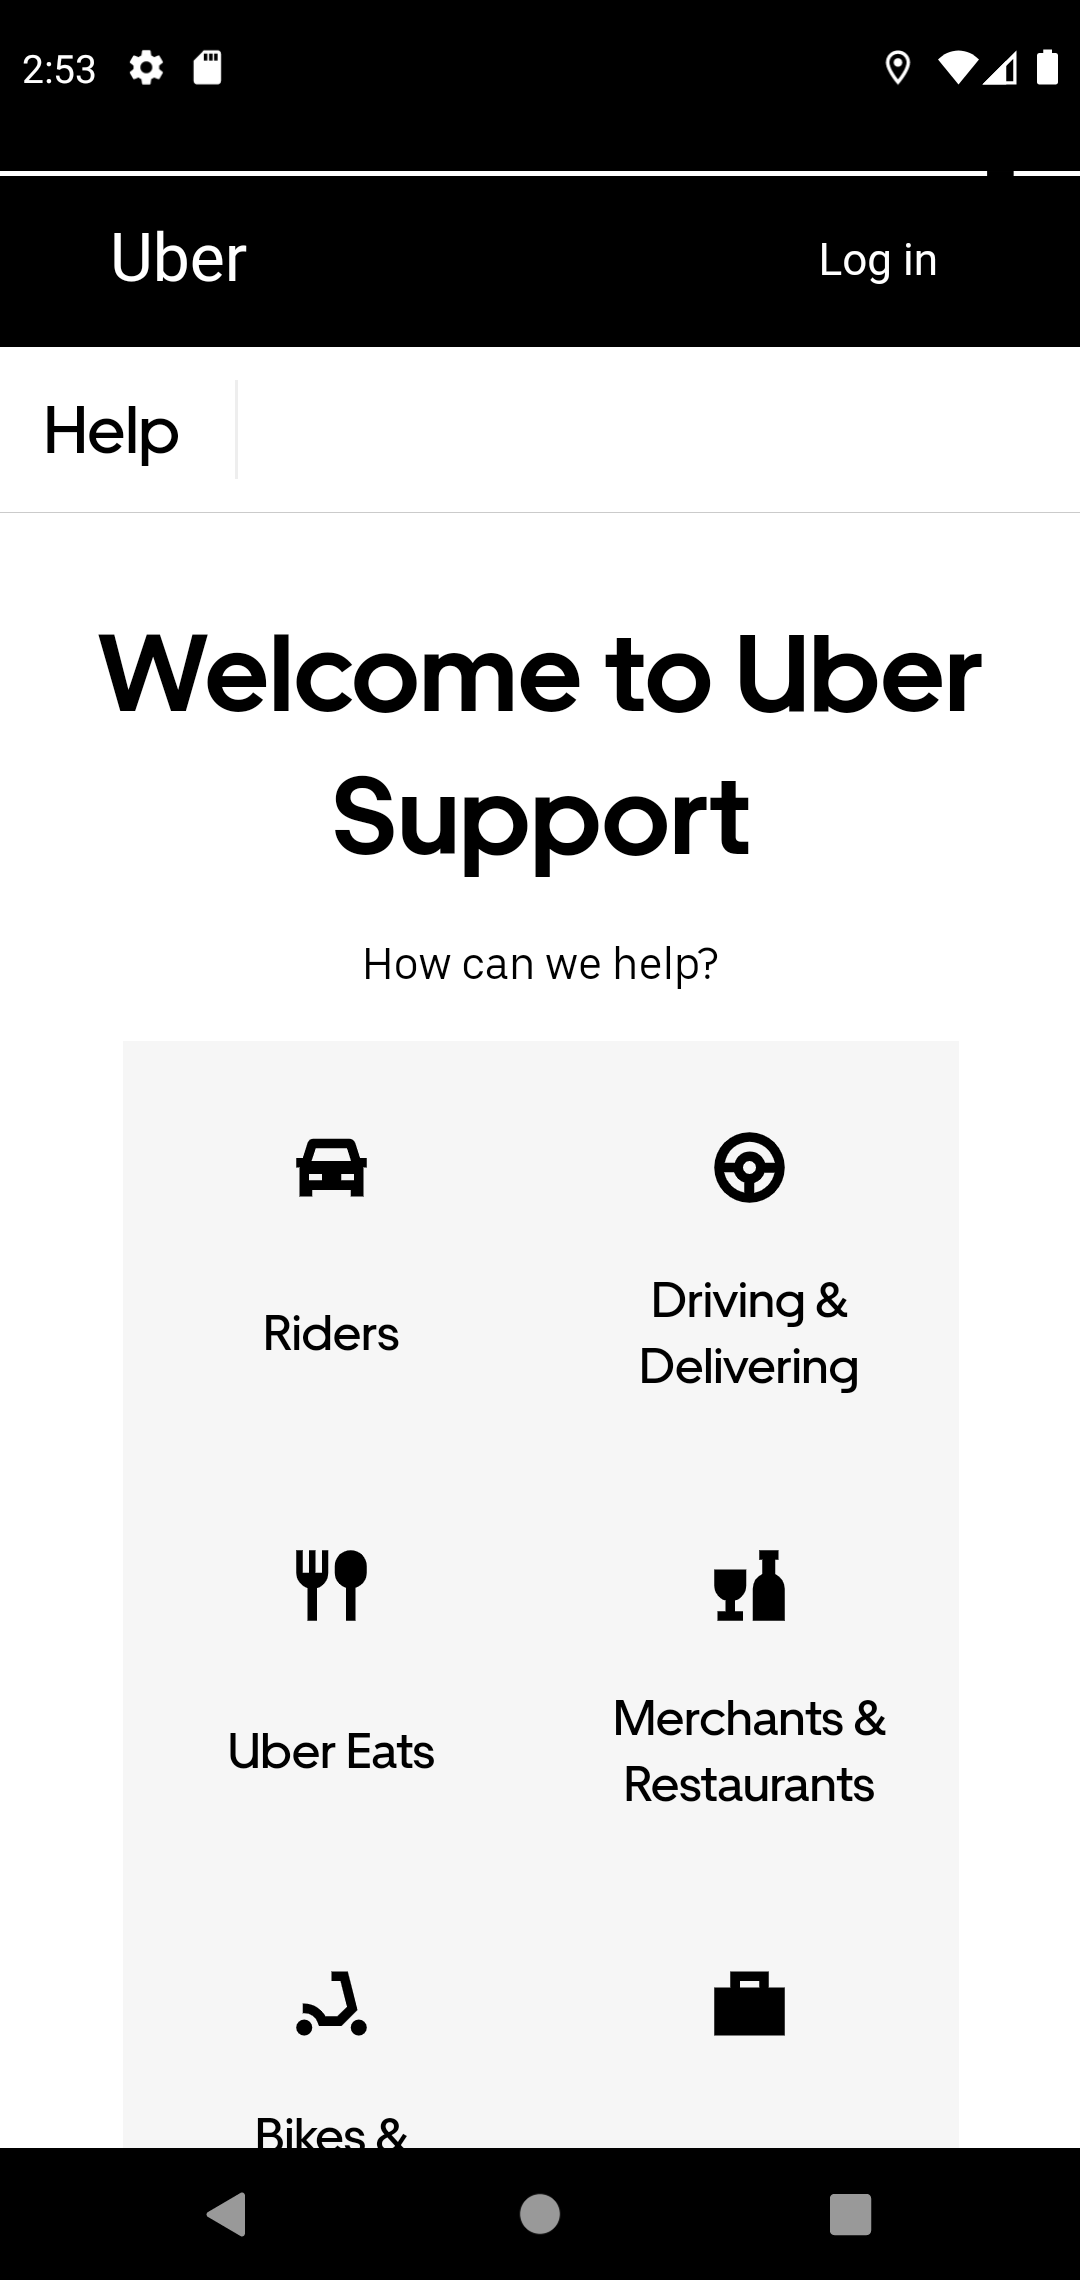 2:53
Uber
Log in
Help
Welcome to Uber
Support
How can we help?
Riders
Driving &
Delivering
Uber Eats
Merchants &
Restaurants
Bikes &